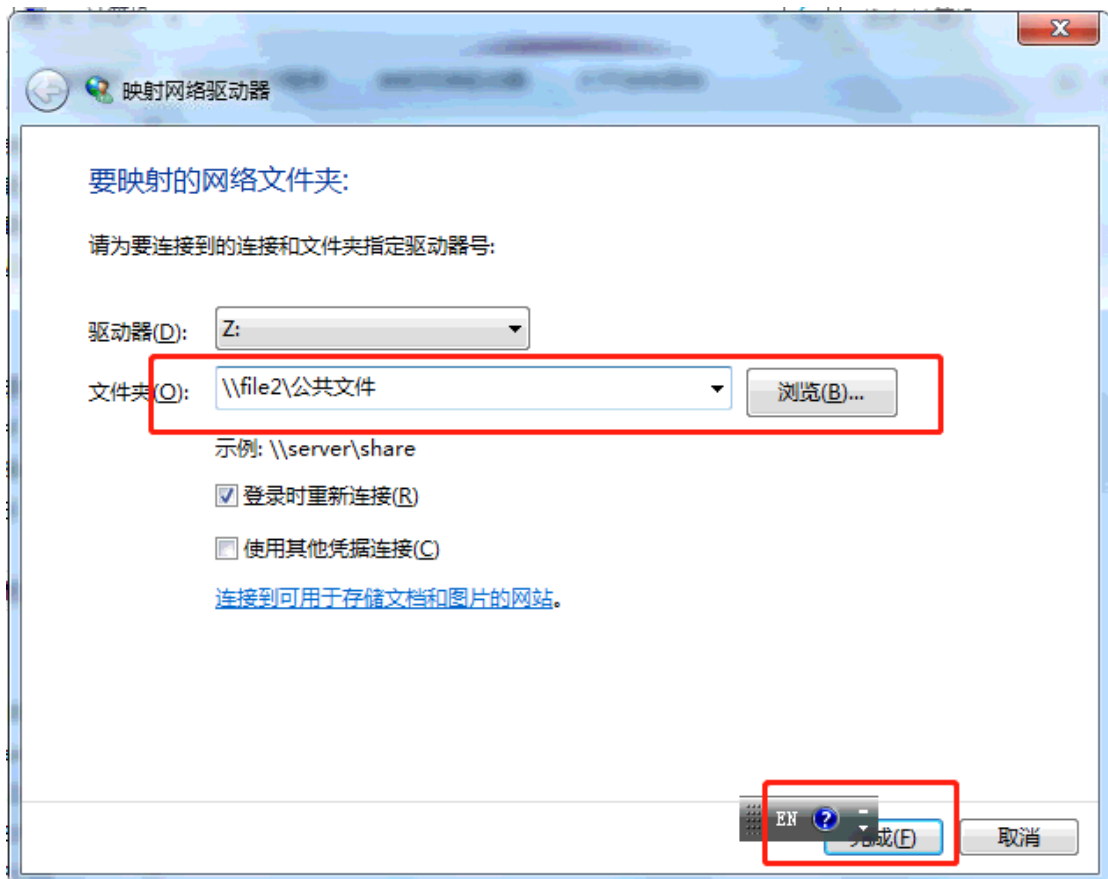 映射网络驱动器
要映射的网络文件夹:
请为要连接到的连接和文件夹指定驱动器号:
驱动器(D): Z:
文件夹(O): \\file2\公共文件 浏览(B)...
示例: \\server\share
登录时重新连接(R)
使用其他凭据连接(C)
连接到可用于存储文档和图片的网站。
EN ?
成(F) 取消